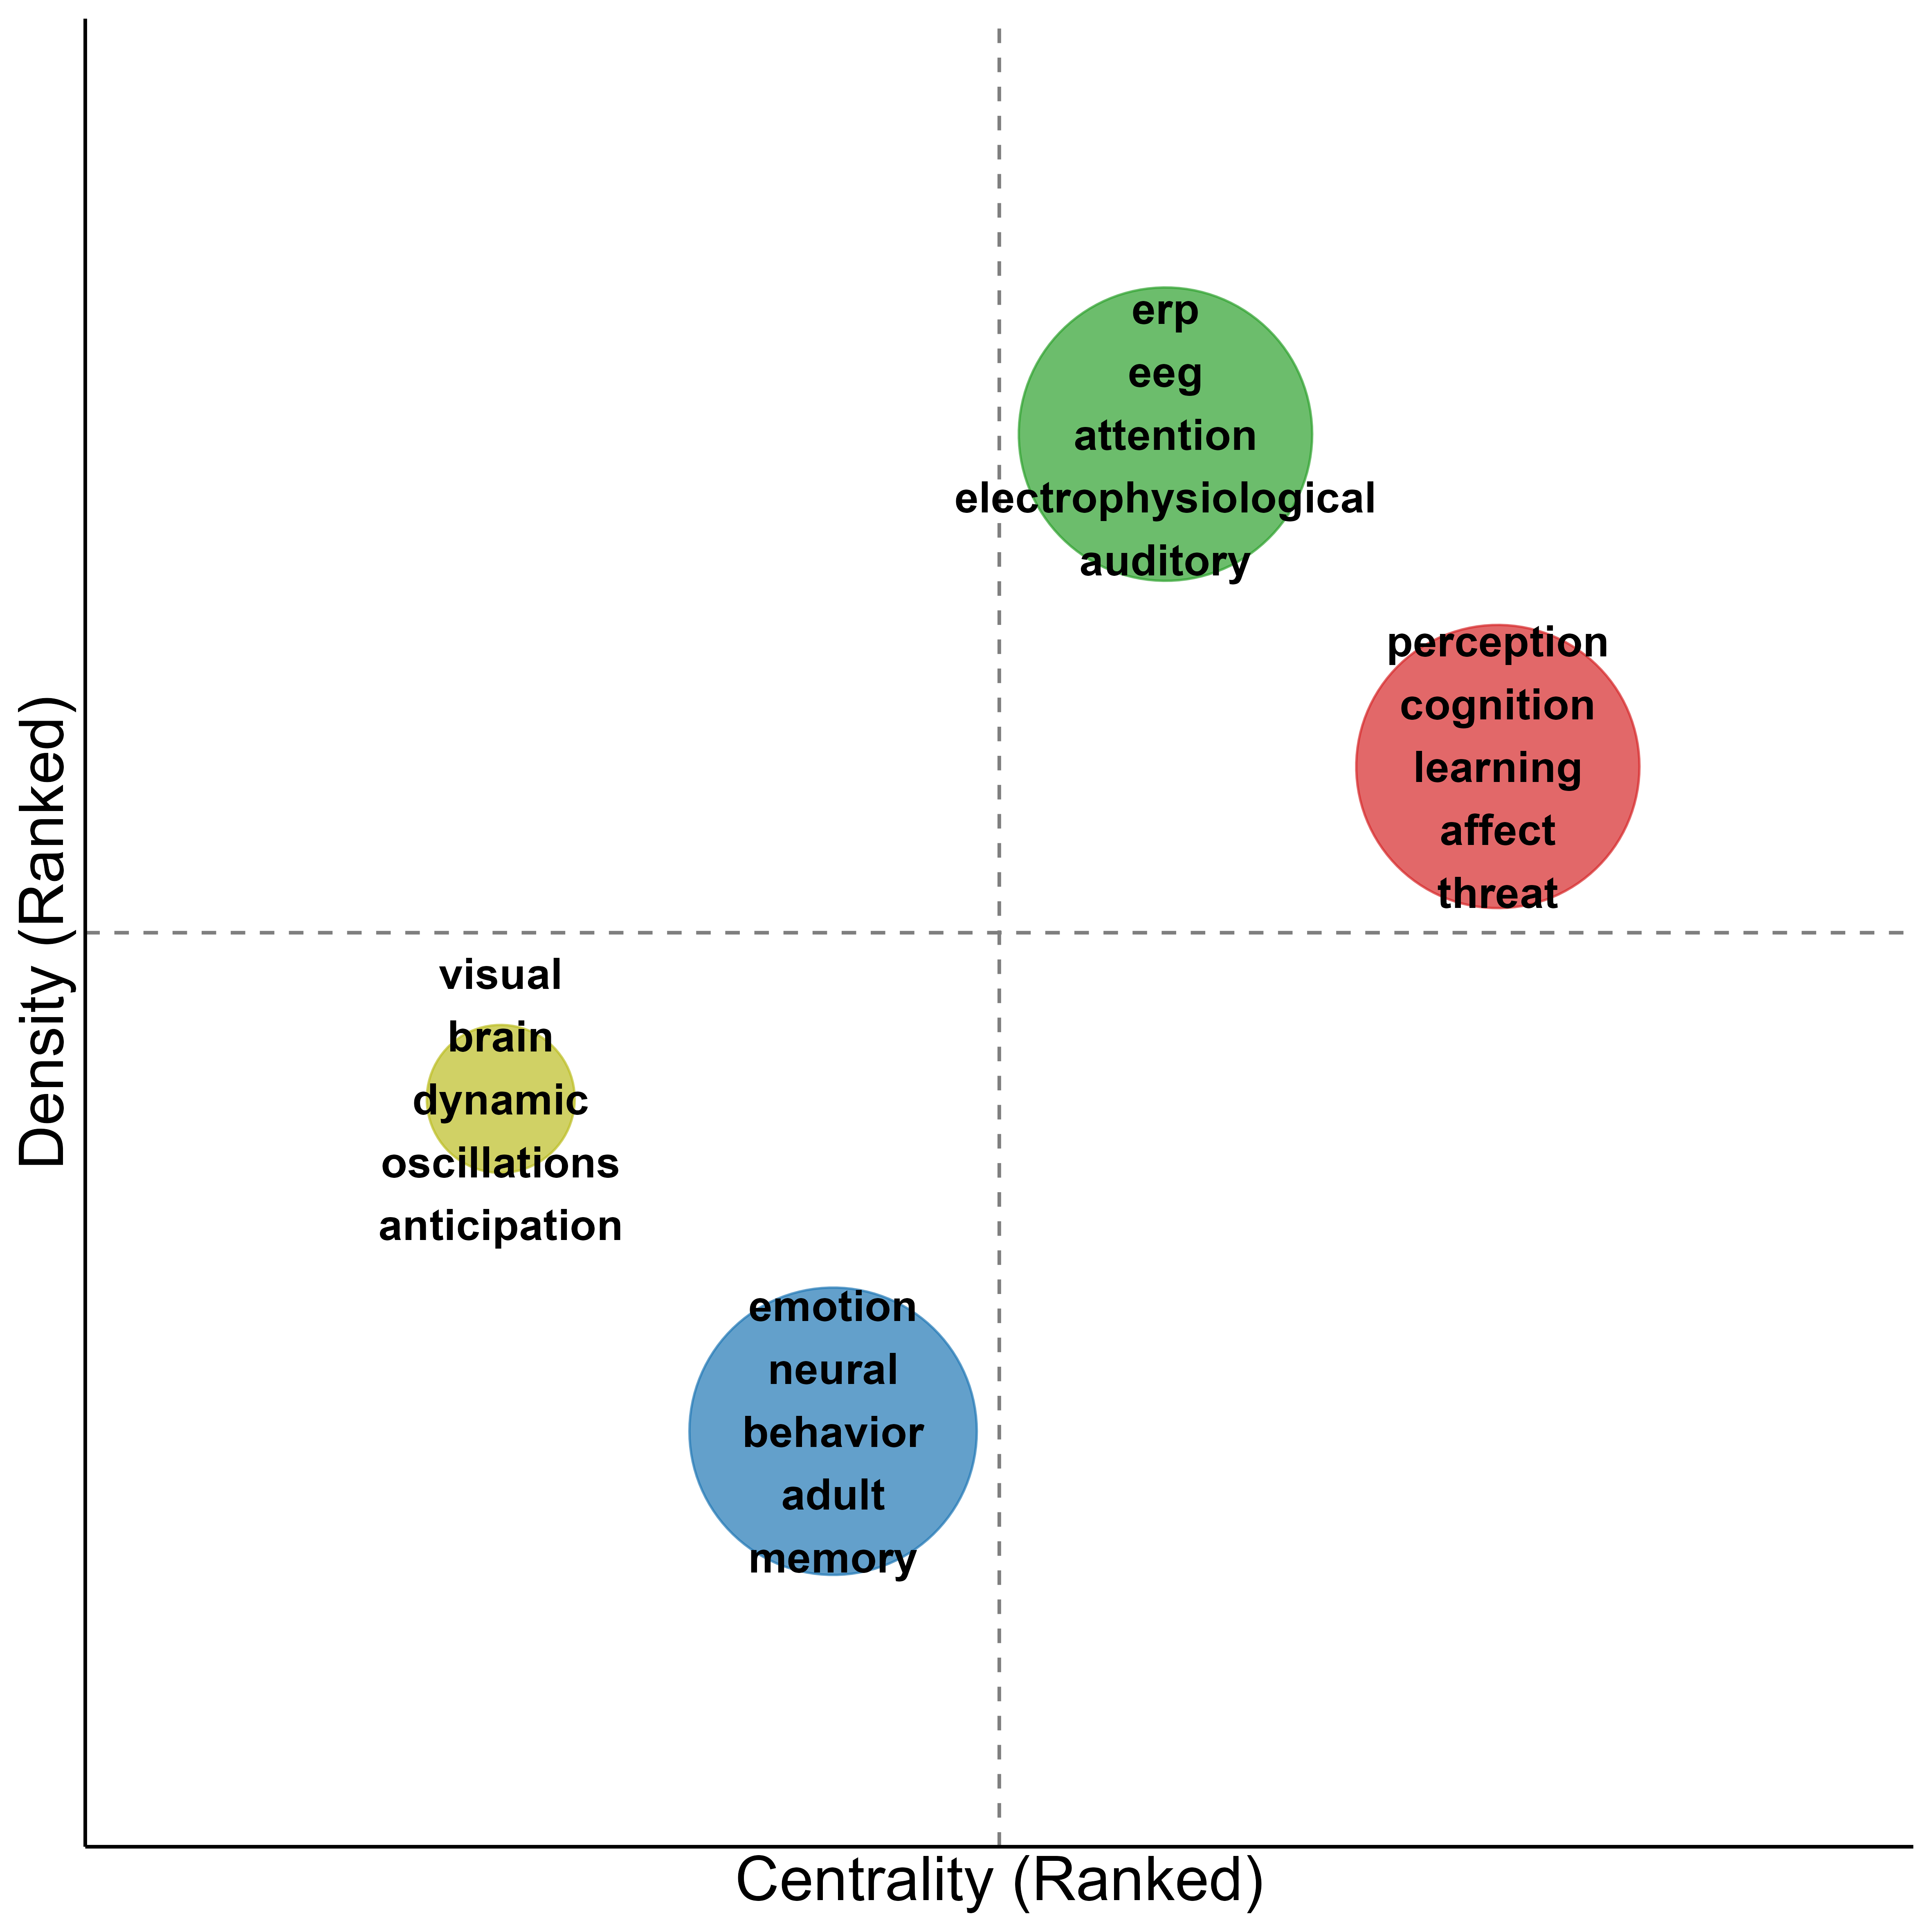 erp
eeg
attention
electrophysiological
auditory
perception
cognition
learning
affect
threat
Density (Ranked)
visual
brain
dynamic
oscillations
anticipation
emotion
neural
behavior
adult
memory
Centrality (Ranked)